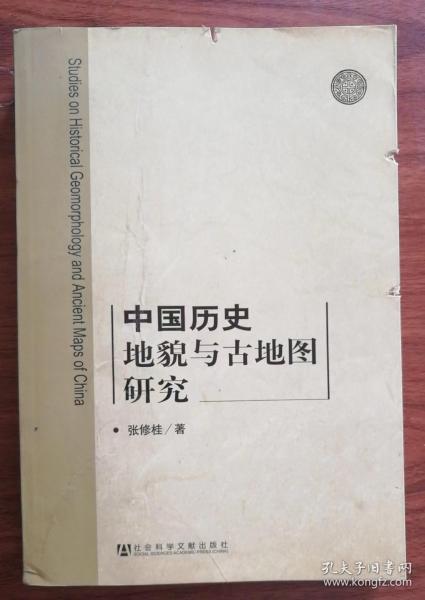 Studies on Historical Geomorphology and Ancient Maps of China
中国历史
地貌与古地图
研究
• 张修桂/著
社会科学文献出版社
SOCIAL SCIENCES ACADEMIC PRESS (CHINA)
孔夫子旧书网
www.kongfz.com